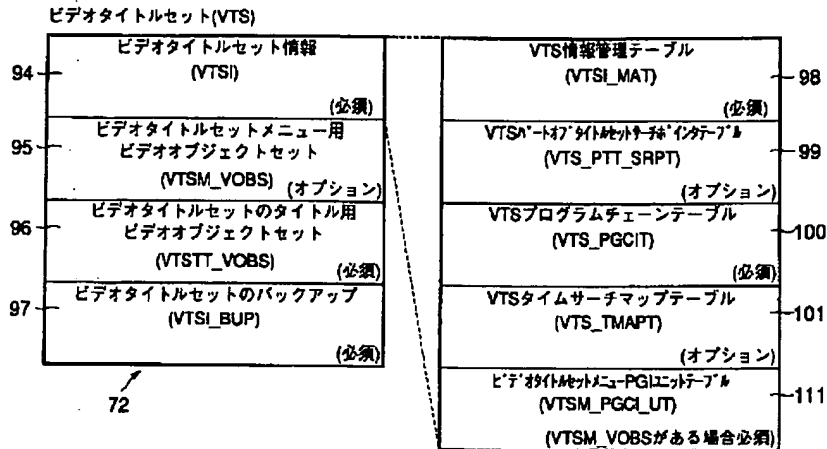 ビデオタイトルセット(VTS)
94
ビデオタイトルセット情報
(VTSI)
(必須)
95
ビデオタイトルセットメニュー用
ビデオオブジェクトセット
(VTSM_VOBS)
(オプション)
96
ビデオタイトルセットのタイトル用
ビデオオブジェクトセット
(VTSTT_VOBS)
(必須)
97
ビデオタイトルセットのバックアップ
(VTSI_BUP)
(必須)
72
VTS情報管理テーブル
(VTSI_MAT)
(必須)
98
VTSパートオブタイトルセットサーチポインタテーブル
(VTS_PTT_SRPT)
(オプション)
99
VTSプログラムチェーンテーブル
(VTS_PGCIT)
(必須)
100
VTSタイムサーチマップテーブル
(VTS_TMAPT)
(オプション)
101
ビデオタイトルセットメニューPGIユニットテーブル
(VTSM_PGCI_UT)
(VTSM_VOBSがある場合必須)
111